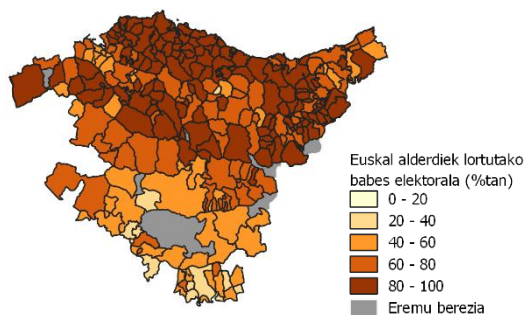 Euskal alderdiek lortutako
babes elektorala (%tan)
0 - 20
20 - 40
40 - 60
60 - 80
80 - 100
Eremu berezia